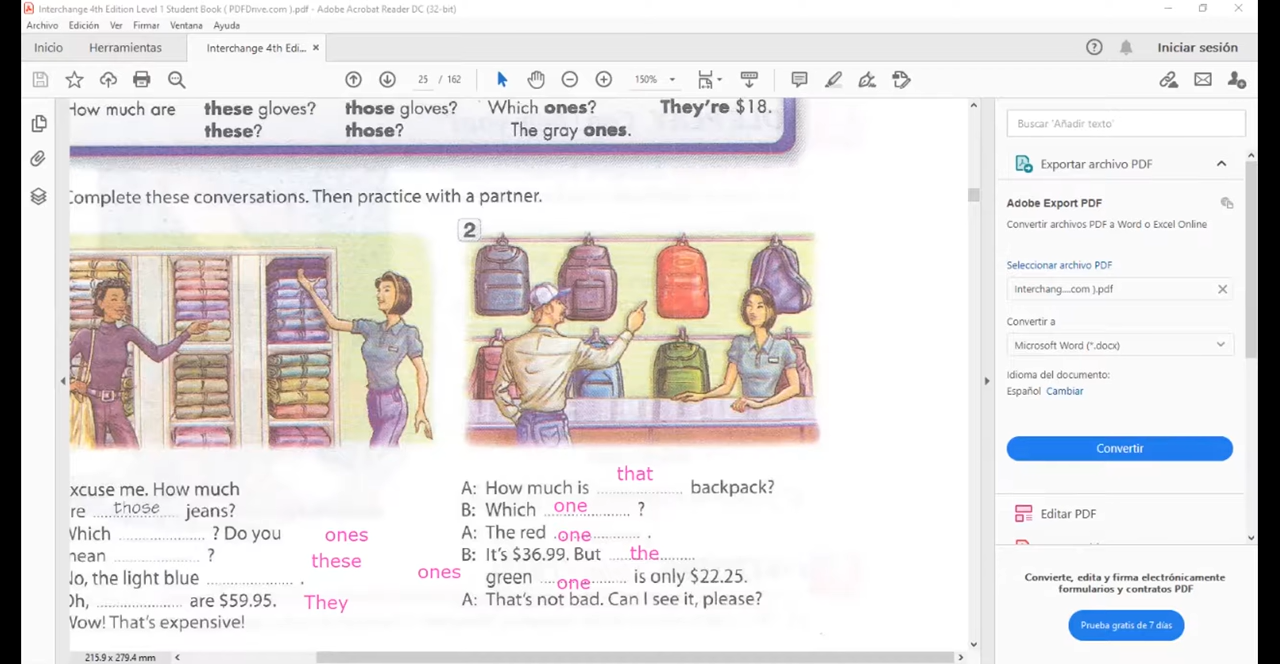 Interchange 4th Edition Level 1 Student Book ( PDFDrive.com ).pdf - Adobe Acrobat Reader DC (32-bit)
Archivo Edición Ver Firmar Ventana Ayuda
Inicio Herramientas Interchange 4th Edi... × Iniciar sesión
25 / 162 150%
How much are these gloves? those gloves? Which ones? They're $18.
these? those? The gray ones.
Complete these conversations. Then practice with a partner.
2
xcuse me. How much
re those jeans?
Which ? Do you ones
mean ? these
No, the light blue . ones
Oh, are $59.95. They
Wow! That's expensive!
that
A: How much is backpack?
B: Which one ?
A: The red one .
B: It's $36.99. But the
green one is only $22.25.
A: That's not bad. Can I see it, please?
215.9 x 279.4 mm
Buscar 'Añadir texto'
Exportar archivo PDF
Adobe Export PDF
Convertir archivos PDF a Word o Excel Online
Seleccionar archivo PDF
Interchang....com ).pdf
Convertir a
Microsoft Word (*.docx)
Idioma del documento:
Español Cambiar
Convertir
Editar PDF
Convierte, edita y firma electrónicamente
formularios y contratos PDF
Prueba gratis de 7 días